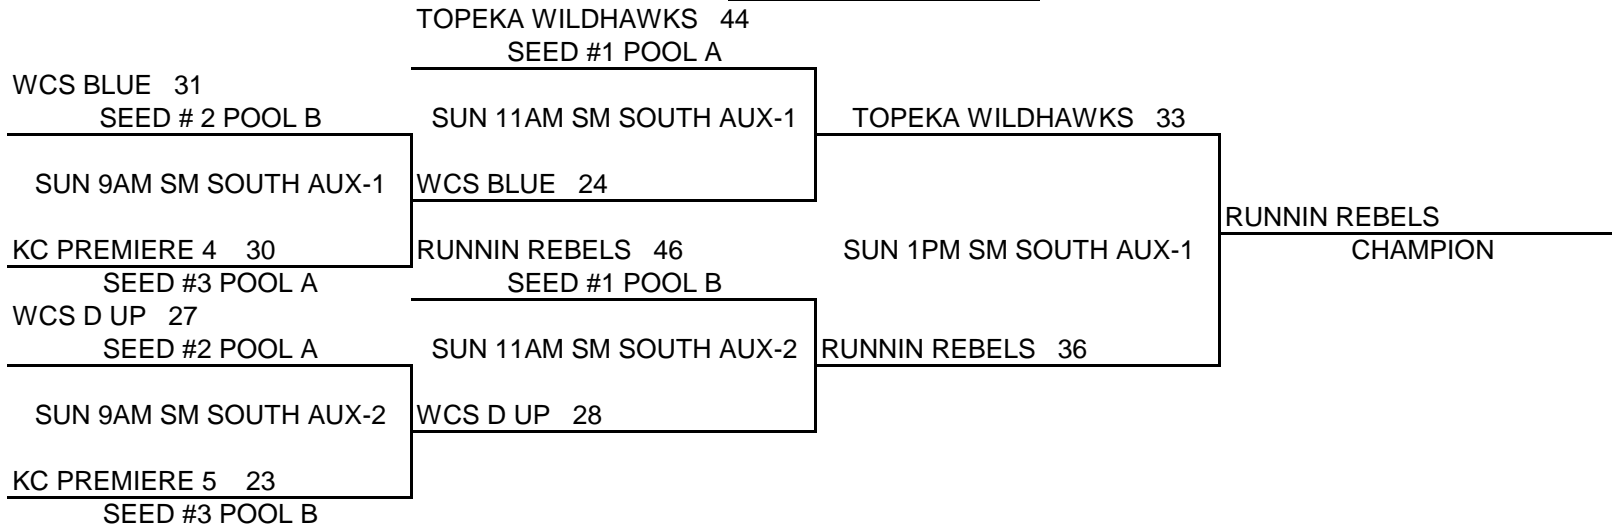 TOPEKA WILDHAWKS 44
SEED #1 POOL A
WCS BLUE 31
SEED # 2 POOL B
SUN 11AM SM SOUTH AUX-1
TOPEKA WILDHAWKS 33
SUN 9AM SM SOUTH AUX-1
WCS BLUE 24
RUNNIN REBELS
KC PREMIERE 4 30
RUNNIN REBELS 46
SUN 1PM SM SOUTH AUX-1
CHAMPION
SEED #3 POOL A
SEED #1 POOL B
WCS D UP 27
SEED #2 POOL A
SUN 11AM SM SOUTH AUX-2
RUNNIN REBELS 36
SUN 9AM SM SOUTH AUX-2
WCS D UP 28
KC PREMIERE 5 23
SEED #3 POOL B